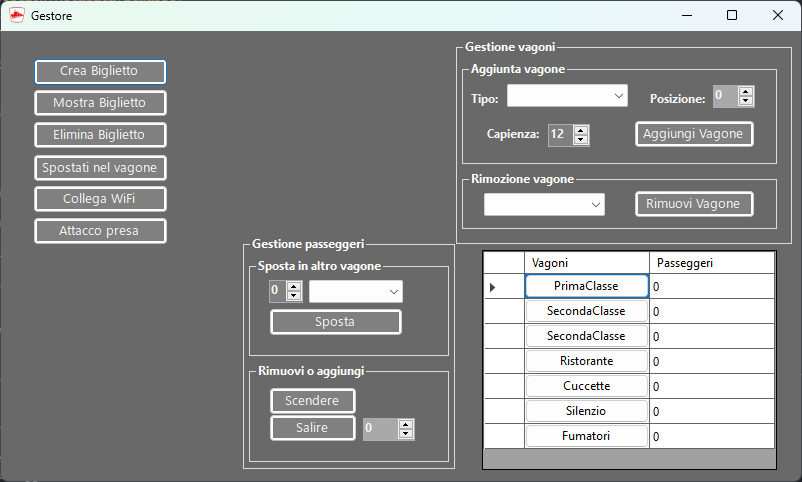 Gestore
Crea Biglietto
Mostra Biglietto
Elimina Biglietto
Spostati nel vagone
Collega WiFi
Attacco presa
Gestione vagoni
Aggiunta vagone
Tipo: Posizione: 0
Capienza: 12 Aggiungi Vagone
Rimozione vagone
Rimuovi Vagone
Gestione passeggeri
Sposta in altro vagone
0
Sposta
Rimuovi o aggiungi
Scendere
Salire 0
Vagoni Passeggeri
PrimaClasse 0
SecondaClasse 0
SecondaClasse 0
Ristorante 0
Cuccette 0
Silenzio 0
Fumatori 0